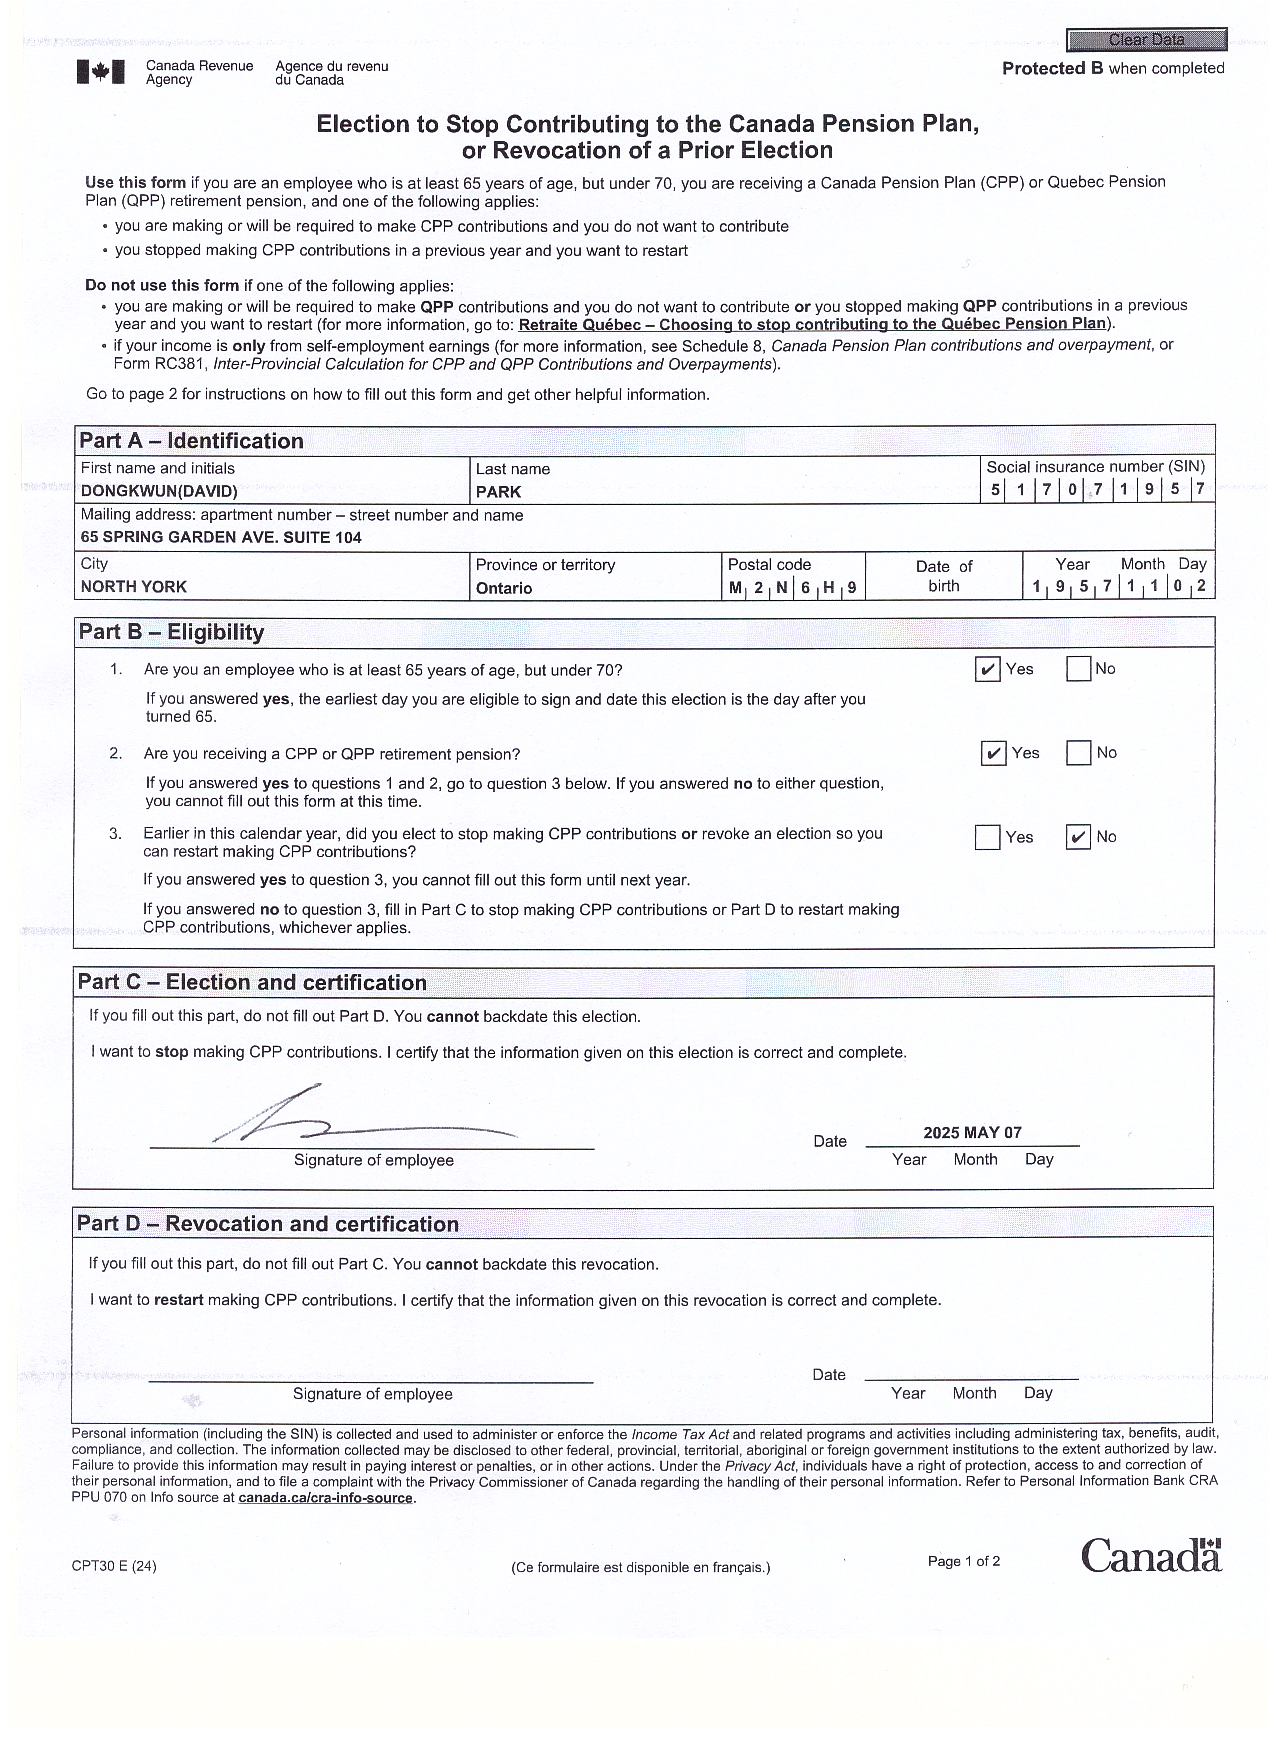 Clear Data
Protected B when completed
Canada Revenue Agence du revenu
Agency du Canada
Election to Stop Contributing to the Canada Pension Plan,
or Revocation of a Prior Election
Use this form if you are an employee who is at least 65 years of age, but under 70, you are receiving a Canada Pension Plan (CPP) or Quebec Pension
Plan (QPP) retirement pension, and one of the following applies:
• you are making or will be required to make CPP contributions and you do not want to contribute
• you stopped making CPP contributions in a previous year and you want to restart
Do not use this form if one of the following applies:
• you are making or will be required to make QPP contributions and you do not want to contribute or you stopped making QPP contributions in a previous
year and you want to restart (for more information, go to: Retraite Québec – Choosing to stop contributing to the Québec Pension Plan).
• if your income is only from self-employment earnings (for more information, see Schedule 8, Canada Pension Plan contributions and overpayment, or
Form RC381, Inter-Provincial Calculation for CPP and QPP Contributions and Overpayments).
Go to page 2 for instructions on how to fill out this form and get other helpful information.
Part A – Identification
First name and initials Last name Social insurance number (SIN)
DONGKWUN(DAVID) PARK 5 1 7 0 7 1 9 5 7
Mailing address: apartment number – street number and name
65 SPRING GARDEN AVE. SUITE 104
City Province or territory Postal code Date of Year Month Day
NORTH YORK Ontario M 2 N 6 H 9 birth 1 9 5 7 1 1 0 2
Part B – Eligibility
1. Are you an employee who is at least 65 years of age, but under 70? ✔ Yes No
If you answered yes, the earliest day you are eligible to sign and date this election is the day after you
turned 65.
2. Are you receiving a CPP or QPP retirement pension? ✔ Yes No
If you answered yes to questions 1 and 2, go to question 3 below. If you answered no to either question,
you cannot fill out this form at this time.
3. Earlier in this calendar year, did you elect to stop making CPP contributions or revoke an election so you Yes ✔ No
can restart making CPP contributions?
If you answered yes to question 3, you cannot fill out this form until next year.
If you answered no to question 3, fill in Part C to stop making CPP contributions or Part D to restart making
CPP contributions, whichever applies.
Part C – Election and certification
If you fill out this part, do not fill out Part D. You cannot backdate this election.
I want to stop making CPP contributions. I certify that the information given on this election is correct and complete.
Date 2025 MAY 07
Signature of employee Year Month Day
Part D – Revocation and certification
If you fill out this part, do not fill out Part C. You cannot backdate this revocation.
I want to restart making CPP contributions. I certify that the information given on this revocation is correct and complete.
Date
Signature of employee Year Month Day
Personal information (including the SIN) is collected and used to administer or enforce the Income Tax Act and related programs and activities including administering tax, benefits, audit,
compliance, and collection. The information collected may be disclosed to other federal, provincial, territorial, aboriginal or foreign government institutions to the extent authorized by law.
Failure to provide this information may result in paying interest or penalties, or in other actions. Under the Privacy Act, individuals have a right of protection, access to and correction of
their personal information, and to file a complaint with the Privacy Commissioner of Canada regarding the handling of their personal information. Refer to Personal Information Bank CRA
PPU 070 on Info source at canada.ca/cra-info-source.
CPT30 E (24) (Ce formulaire est disponible en français.) Page 1 of 2 Canada